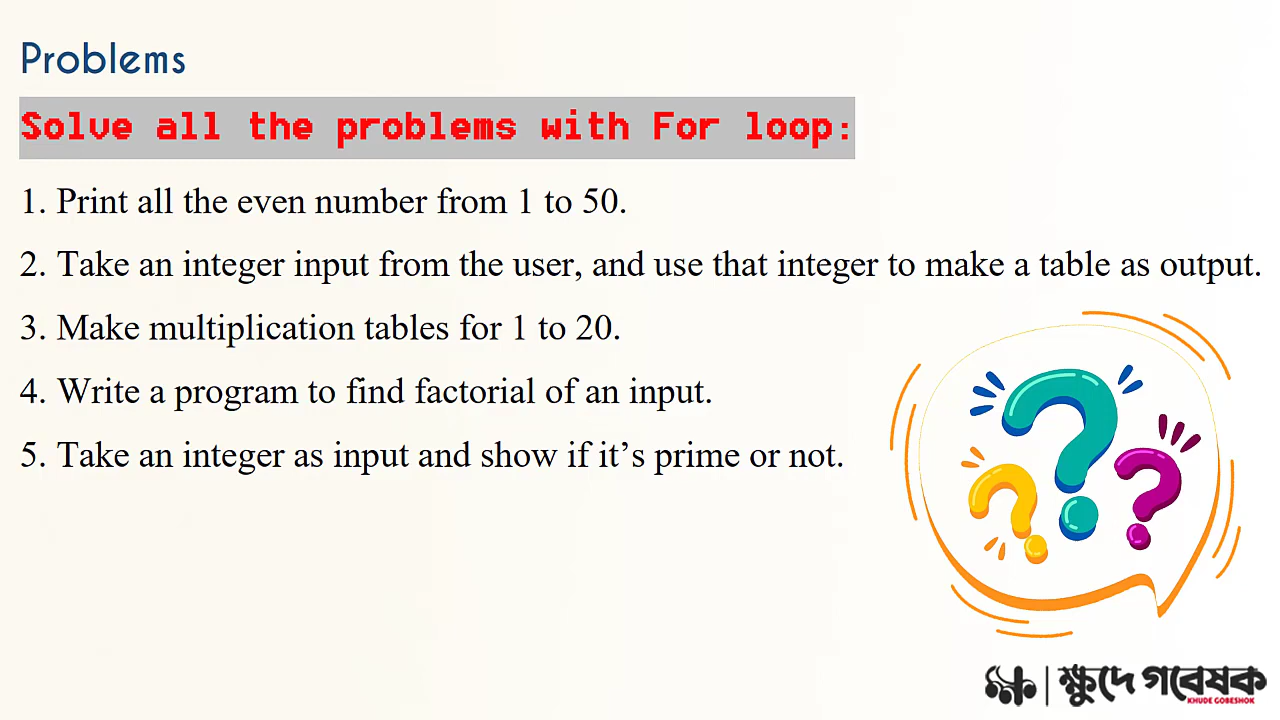 Problems
Solve all the problems with For loop:
1. Print all the even number from 1 to 50.
2. Take an integer input from the user, and use that integer to make a table as output.
3. Make multiplication tables for 1 to 20.
4. Write a program to find factorial of an input.
5. Take an integer as input and show if it’s prime or not.
ক্ষুদে গবেষক
KHUDE GOBESHOK